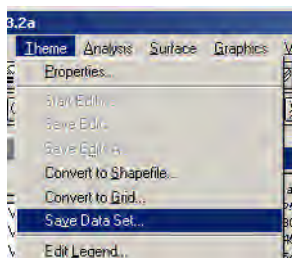 3.2a
Theme Analysis Surface Graphics
Properties...
Start Editing
Save Edits
Save Edits As...
Convert to Shapefile...
Convert to Grid...
Save Data Set...
Edit Legend...